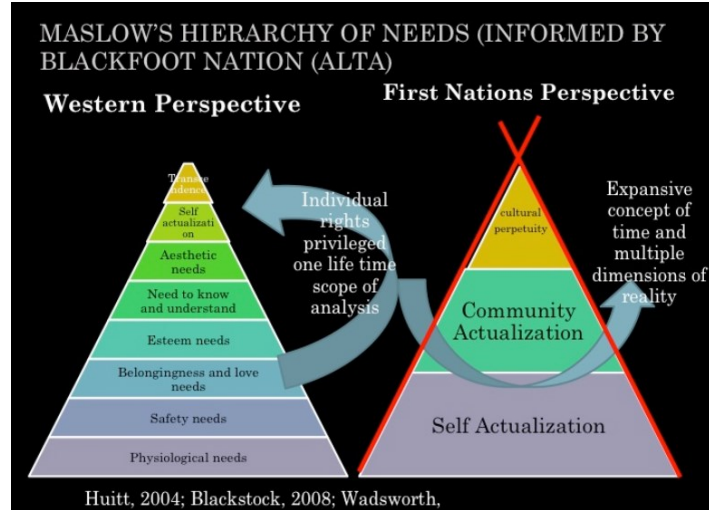 MASLOW'S HIERARCHY OF NEEDS (INFORMED BY
BLACKFOOT NATION (ALTA)
Western Perspective
Transce
ndence
Self
actualizati
on
Aesthetic
needs
Need to know
and understand
Esteem needs
Belongingness and love
needs
Safety needs
Physiological needs
Individual
rights
privileged
one life time
scope of
analysis
First Nations Perspective
cultural
perpetuity
Community
Actualization
Self Actualization
Expansive
concept of
time and
multiple
dimensions of
reality
Huitt, 2004; Blackstock, 2008; Wadsworth,